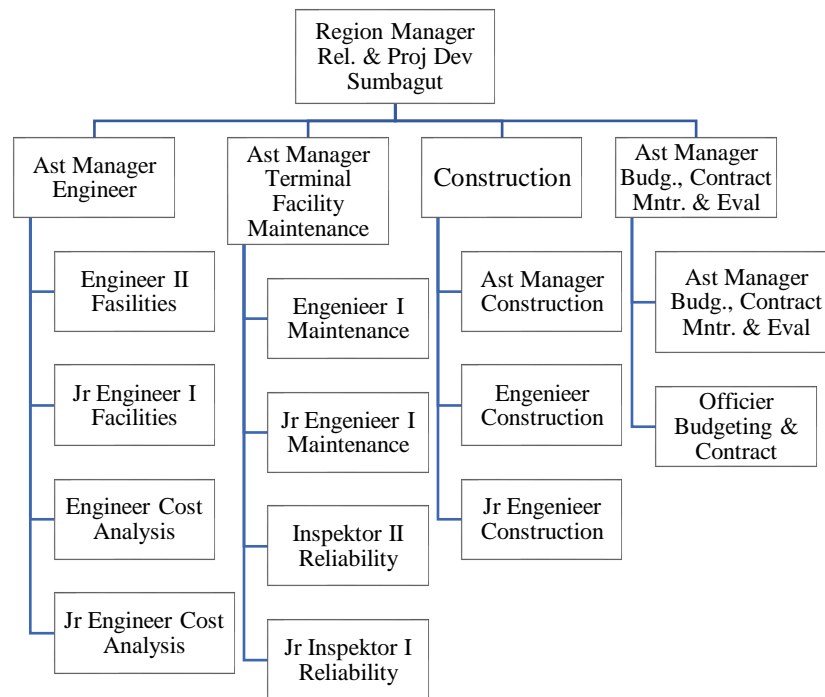 Region Manager
Rel. & Proj Dev
Sumbagut
Ast Manager
Engineer
Engineer II
Fasilities
Jr Engineer I
Facilities
Engineer Cost
Analysis
Jr Engineer Cost
Analysis
Ast Manager
Terminal
Facility
Maintenance
Engenieer I
Maintenance
Jr Engenieer I
Maintenance
Inspektor II
Reliability
Jr Inspektor I
Reliability
Construction
Ast Manager
Construction
Engenieer
Construction
Jr Engenieer
Construction
Ast Manager
Budg., Contract
Mntr. & Eval
Ast Manager
Budg., Contract
Mntr. & Eval
Officier
Budgeting &
Contract